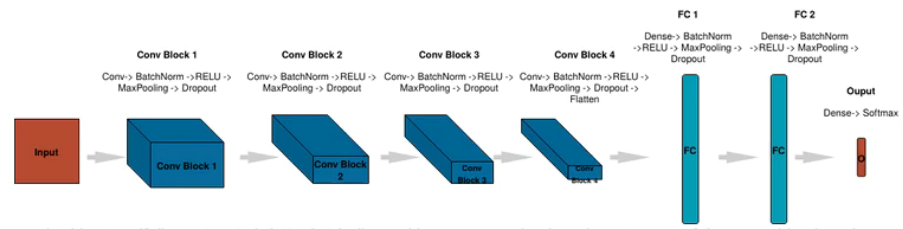 FC 1
FC 2
Dense-> BatchNorm
->RELU -> MaxPooling ->
Dropout
Dense-> BatchNorm
->RELU -> MaxPooling ->
Dropout
Conv Block 1
Conv-> BatchNorm ->RELU ->
MaxPooling -> Dropout
Conv Block 2
Conv-> BatchNorm ->RELU ->
MaxPooling -> Dropout
Conv Block 3
Conv-> BatchNorm ->RELU ->
MaxPooling -> Dropout
Conv Block 4
Conv-> BatchNorm ->RELU ->
MaxPooling -> Dropout ->
Flatten
Ouput
Dense-> Softmax
Input
Conv Block 1
Conv Block
2
Conv
Block 3
Conv
Block 4
FC
FC
O